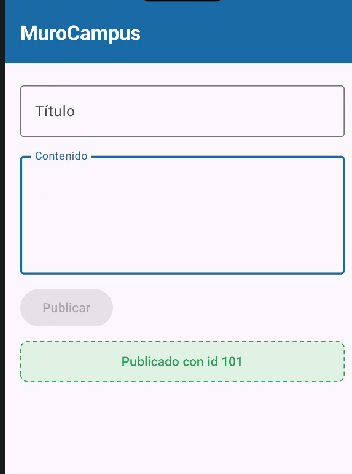 MuroCampus
Título
Contenido
Publicar
Publicado con id 101